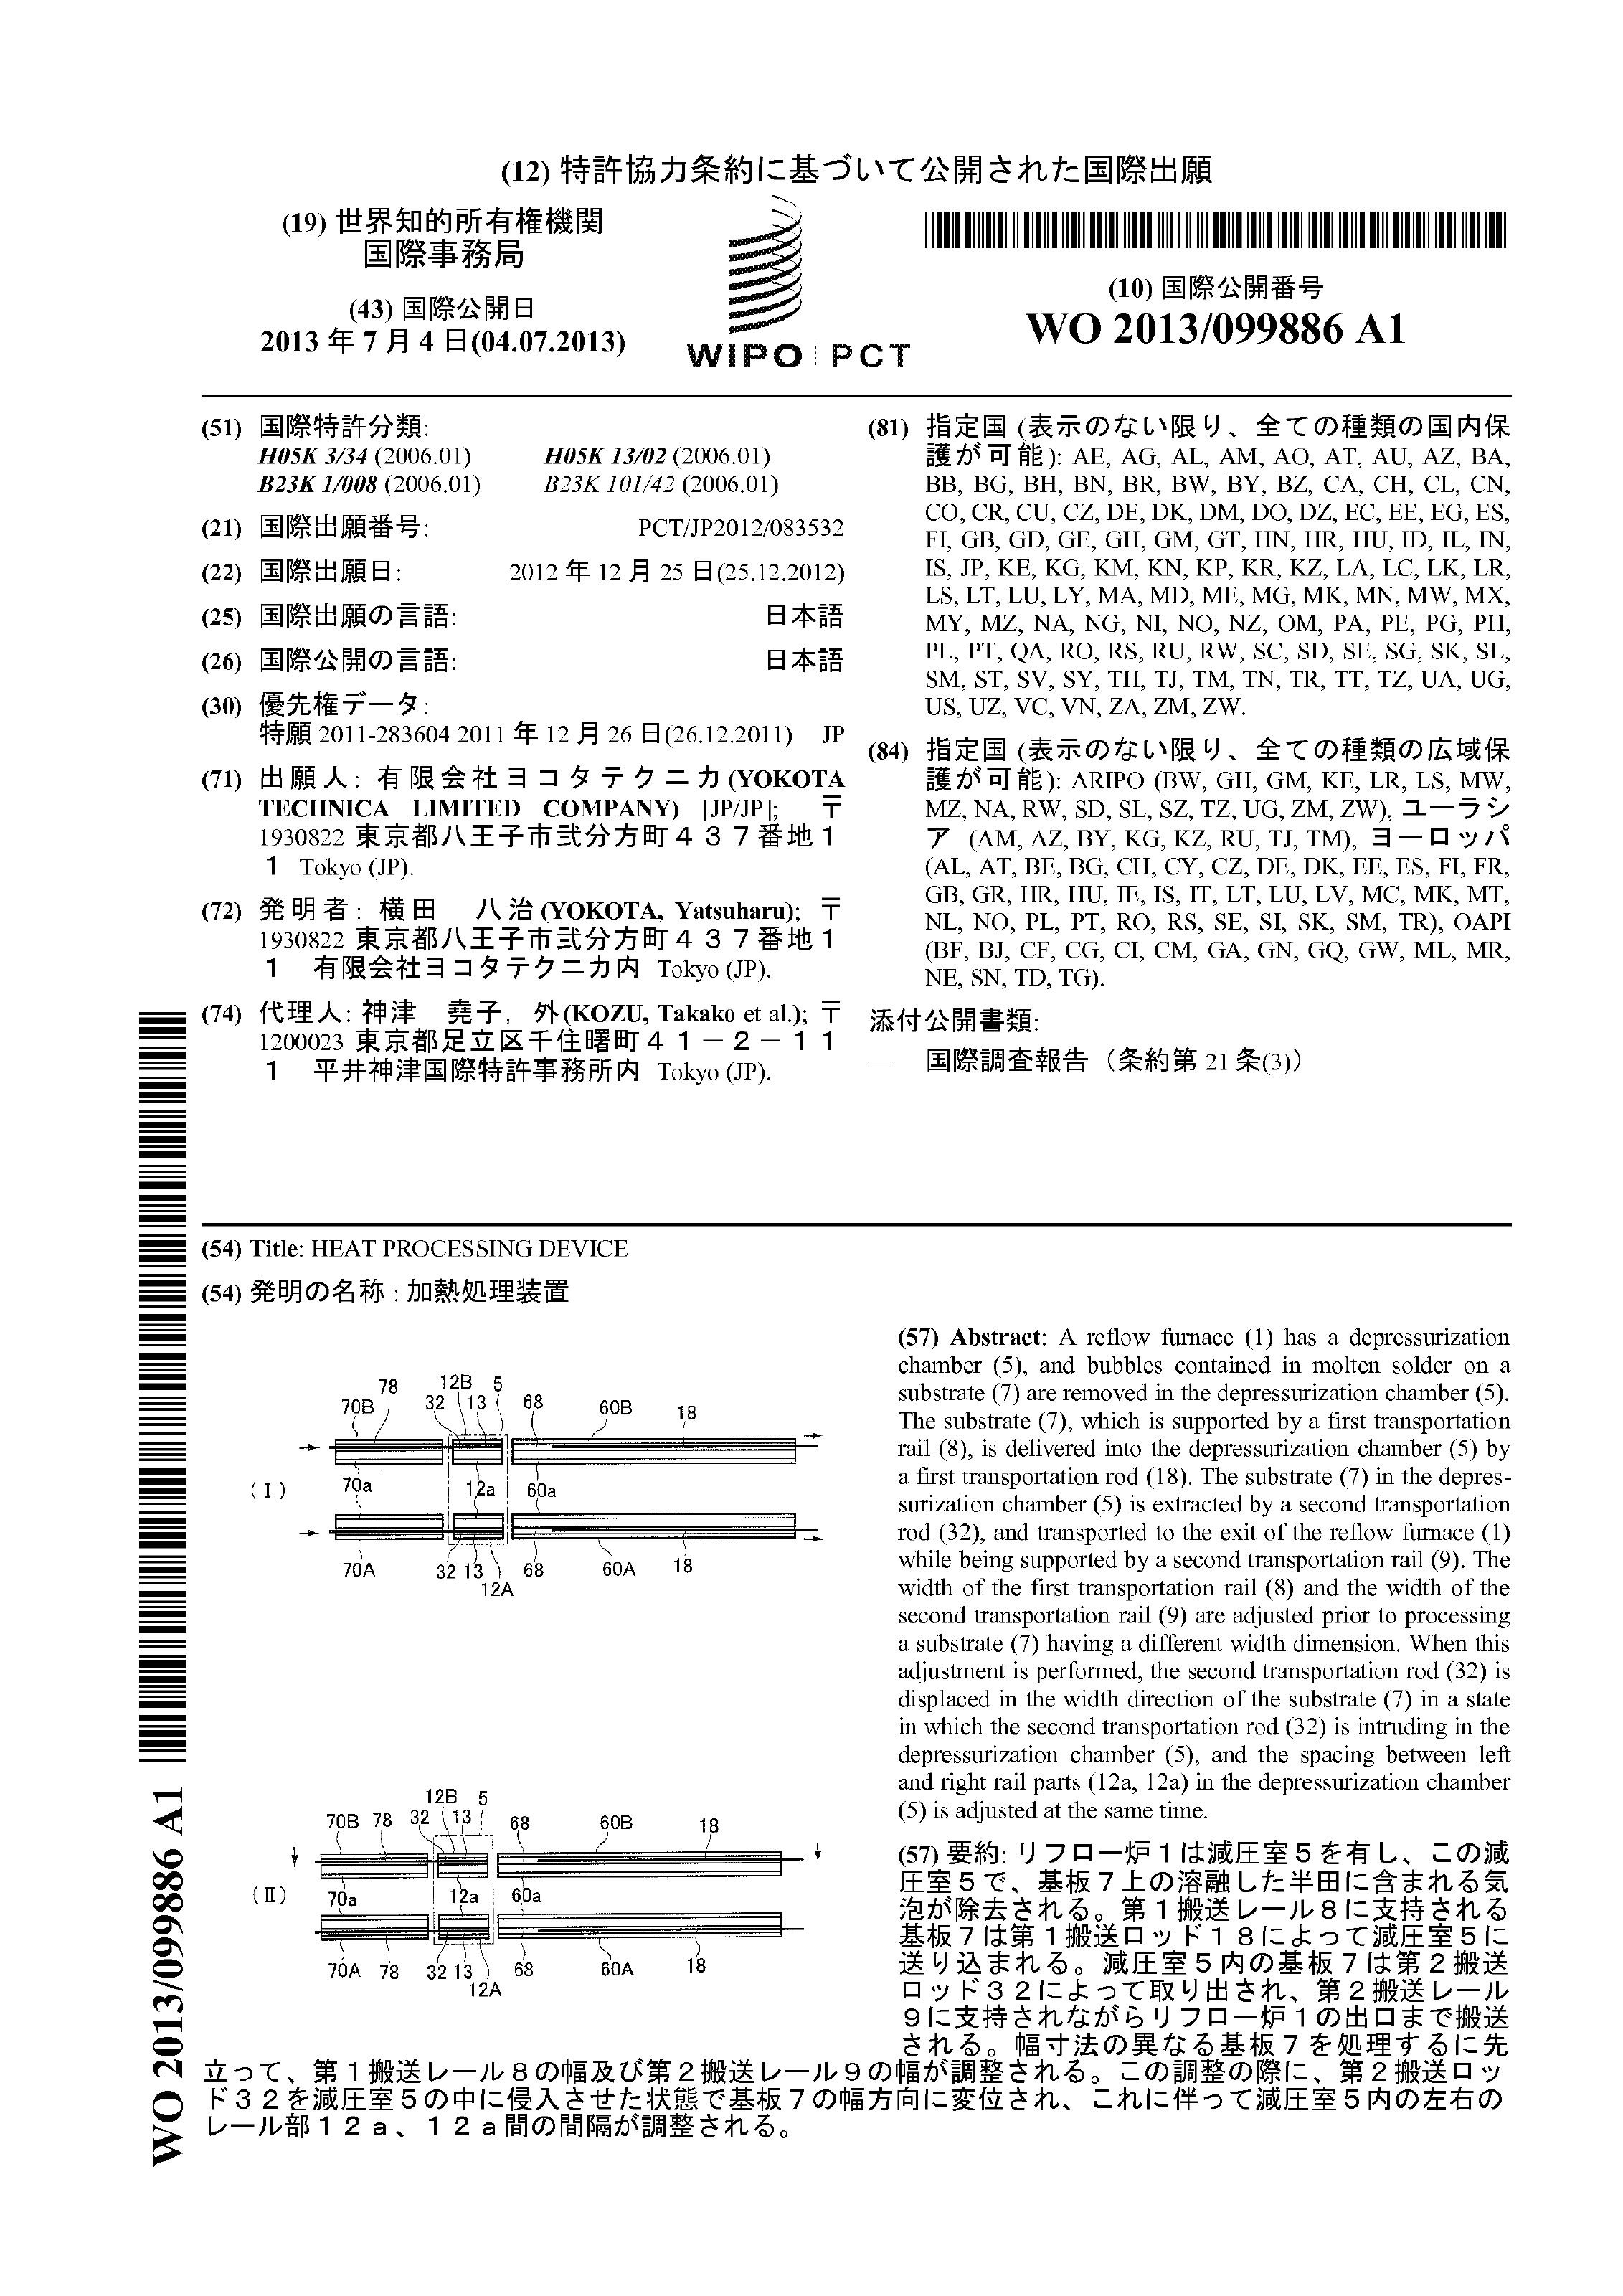 (12) 特許協力条約に基づいて公開された国際出願
(19) 世界知的所有権機関
国際事務局
(43) 国際公開日
2013 年 7 月 4 日(04.07.2013)
WIPO | PCT
(10) 国際公開番号
WO 2013/099886 A1
(51) 国際特許分類:
H05K 3/34 (2006.01) H05K 13/02 (2006.01)
B23K 1/008 (2006.01) B23K 101/42 (2006.01)
(21) 国際出願番号: PCT/JP2012/083532
(22) 国際出願日: 2012 年 12 月 25 日(25.12.2012)
(25) 国際出願の言語: 日本語
(26) 国際公開の言語: 日本語
(30) 優先権データ:
特願 2011-283604 2011 年 12 月 26 日(26.12.2011) JP
(71) 出願人: 有限会社ヨコタテクニカ(YOKOTA
TECHNICA LIMITED COMPANY) [JP/JP]; 〒
1930822 東京都八王子市弐分方町437番地1
1 Tokyo (JP).
(72) 発明者: 横田 八治(YOKOTA, Yatsuharu); 〒
1930822 東京都八王子市弐分方町437番地1
1 有限会社ヨコタテクニカ内 Tokyo (JP).
(74) 代理人: 神津 堯子, 外(KOZU, Takako et al.); 〒
1200023 東京都足立区千住曙町41-2-11
1 平井神津国際特許事務所内 Tokyo (JP).
(81) 指定国 (表示のない限り、全ての種類の国内保
護が可能): AE, AG, AL, AM, AO, AT, AU, AZ, BA,
BB, BG, BH, BN, BR, BW, BY, BZ, CA, CH, CL, CN,
CO, CR, CU, CZ, DE, DK, DM, DO, DZ, EC, EE, EG, ES,
FI, GB, GD, GE, GH, GM, GT, HN, HR, HU, ID, IL, IN,
IS, JP, KE, KG, KM, KN, KP, KR, KZ, LA, LC, LK, LR,
LS, LT, LU, LY, MA, MD, ME, MG, MK, MN, MW, MX,
MY, MZ, NA, NG, NI, NO, NZ, OM, PA, PE, PG, PH,
PL, PT, QA, RO, RS, RU, RW, SC, SD, SE, SG, SK, SL,
SM, ST, SV, SY, TH, TJ, TM, TN, TR, TT, TZ, UA, UG,
US, UZ, VC, VN, ZA, ZM, ZW.
(84) 指定国 (表示のない限り、全ての種類の広域保
護が可能): ARIPO (BW, GH, GM, KE, LR, LS, MW,
MZ, NA, RW, SD, SL, SZ, TZ, UG, ZM, ZW), ユーラシ
ア (AM, AZ, BY, KG, KZ, RU, TJ, TM), ヨーロッパ
(AL, AT, BE, BG, CH, CY, CZ, DE, DK, EE, ES, FI, FR,
GB, GR, HR, HU, IE, IS, IT, LT, LU, LV, MC, MK, MT,
NL, NO, PL, PT, RO, RS, SE, SI, SK, SM, TR), OAPI
(BF, BJ, CF, CG, CI, CM, GA, GN, GQ, GW, ML, MR,
NE, SN, TD, TG).
添付公開書類:
— 国際調査報告(条約第 21 条(3))
(54) Title: HEAT PROCESSING DEVICE
(54) 発明の名称 : 加熱処理装置
78 12B 5
70B 32 13 68 60B 18
(I) 70a 12a 60a
70A 32 13 68 60A 18
12A
12B 5
70B 78 32 13 68 60B 18
(II) 70a 12a 60a
70A 78 32 13 68 60A 18
12A
(57) Abstract: A reflow furnace (1) has a depressurization
chamber (5), and bubbles contained in molten solder on a
substrate (7) are removed in the depressurization chamber (5).
The substrate (7), which is supported by a first transportation
rail (8), is delivered into the depressurization chamber (5) by
a first transportation rod (18). The substrate (7) in the depres-
surization chamber (5) is extracted by a second transportation
rod (32), and transported to the exit of the reflow furnace (1)
while being supported by a second transportation rail (9). The
width of the first transportation rail (8) and the width of the
second transportation rail (9) are adjusted prior to processing
a substrate (7) having a different width dimension. When this
adjustment is performed, the second transportation rod (32) is
displaced in the width direction of the substrate (7) in a state
in which the second transportation rod (32) is intruding in the
depressurization chamber (5), and the spacing between left
and right rail parts (12a, 12a) in the depressurization chamber
(5) is adjusted at the same time.
(57) 要約: リフロー炉1は減圧室5を有し、この減
圧室5で、基板7上の溶融した半田に含まれる気
泡が除去される。第1搬送レール8に支持される
基板7は第1搬送ロッド18によって減圧室5に
送り込まれる。減圧室5内の基板7は第2搬送
ロッド32によって取り出され、第2搬送レール
9に支持されながらリフロー炉1の出口まで搬送
される。幅寸法の異なる基板7を処理するに先
立って、第1搬送レール8の幅及び第2搬送レール9の幅が調整される。この調整の際に、第2搬送ロッ
ド32を減圧室5の中に侵入させた状態で基板7の幅方向に変位され、これに伴って減圧室5内の左右の
レール部12a、12a間の間隔が調整される。
WO 2013/099886 A1